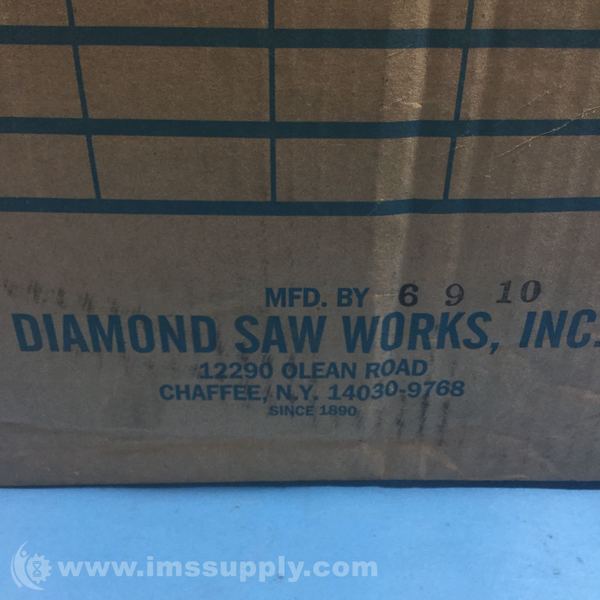 MFD. BY 6 9 10
DIAMOND SAW WORKS, INC.
12290 OLEAN ROAD
CHAFFEE, N.Y. 14030-9768
SINCE 1890
www.imssupply.com